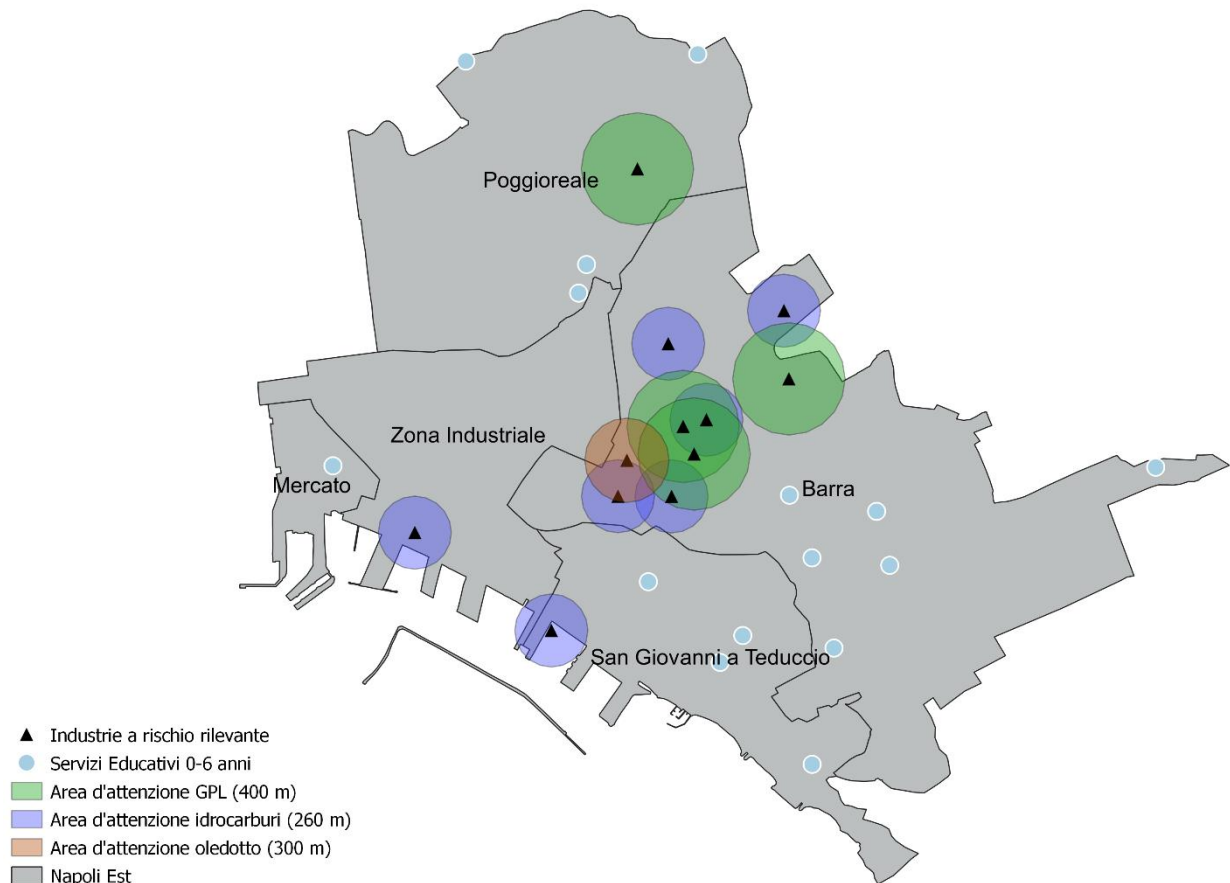 Poggioreale
Zona Industriale
Mercato
Barra
San Giovanni a Teduccio
Industrie a rischio rilevante
Servizi Educativi 0-6 anni
Area d'attenzione GPL (400 m)
Area d'attenzione idrocarburi (260 m)
Area d'attenzione oledotto (300 m)
Napoli Est